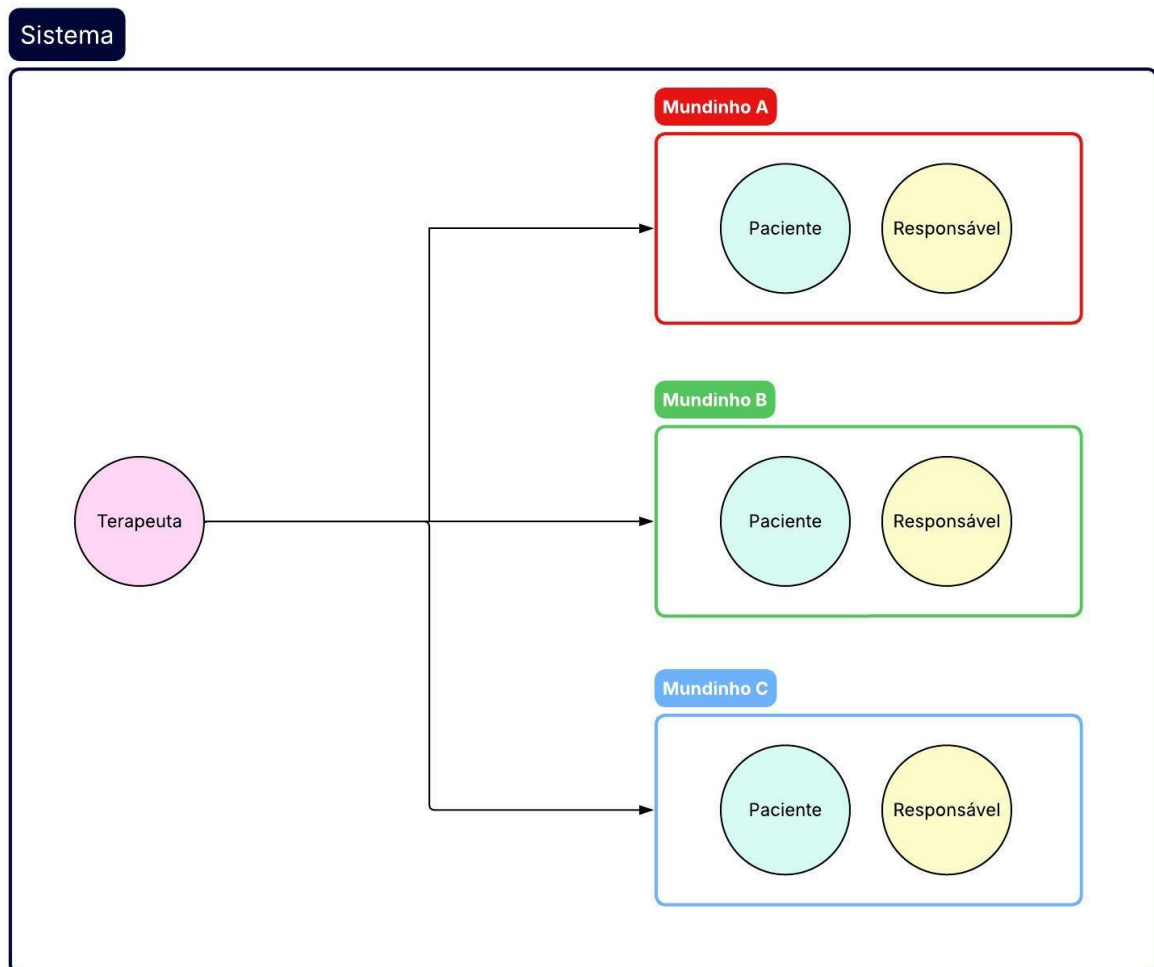 Sistema
Mundinho A
Paciente
Responsável
Mundinho B
Terapeuta
Paciente
Responsável
Mundinho C
Paciente
Responsável